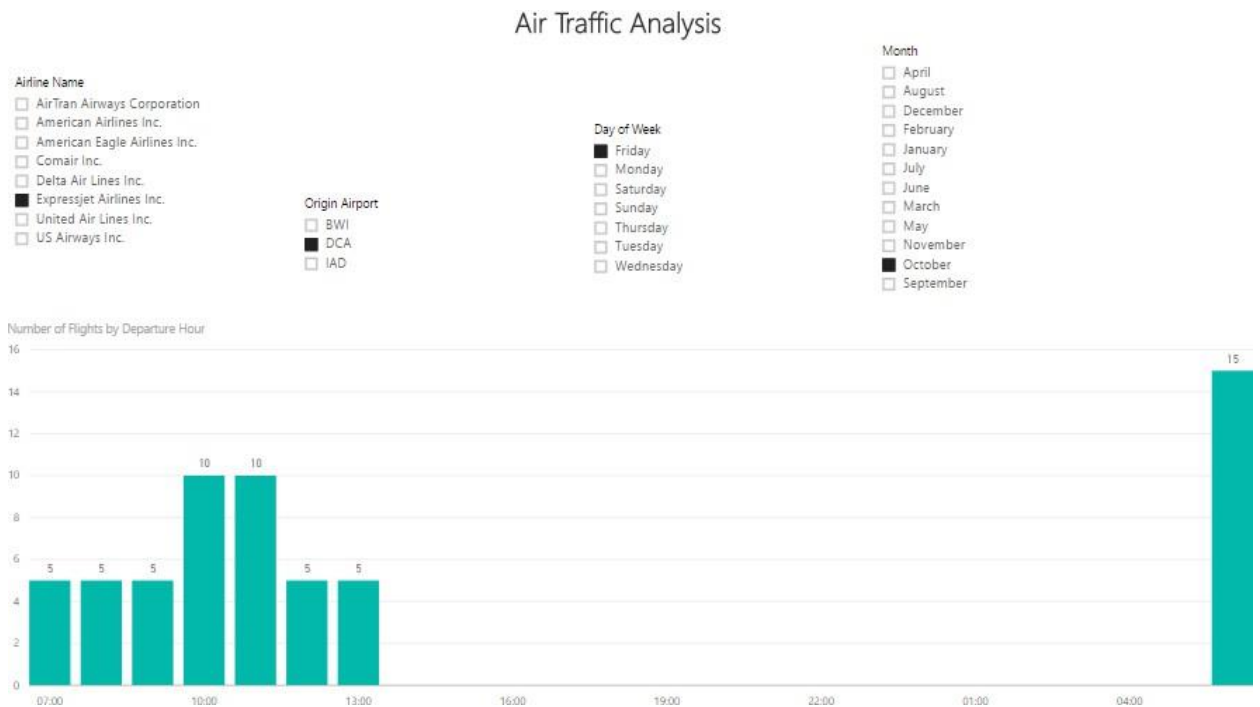 Air Traffic Analysis
Airline Name
AirTran Airways Corporation
American Airlines Inc.
American Eagle Airlines Inc.
Comair Inc.
Delta Air Lines Inc.
Expressjet Airlines Inc.
United Air Lines Inc.
US Airways Inc.
Origin Airport
BWI
DCA
IAD
Day of Week
Friday
Monday
Saturday
Sunday
Thursday
Tuesday
Wednesday
Month
April
August
December
February
January
July
June
March
May
November
October
September
Number of Flights by Departure Hour
16
14
12
10
8
6
4
2
0
5 5 5 10 10 5 5 15
07:00 10:00 13:00 16:00 19:00 22:00 01:00 04:00